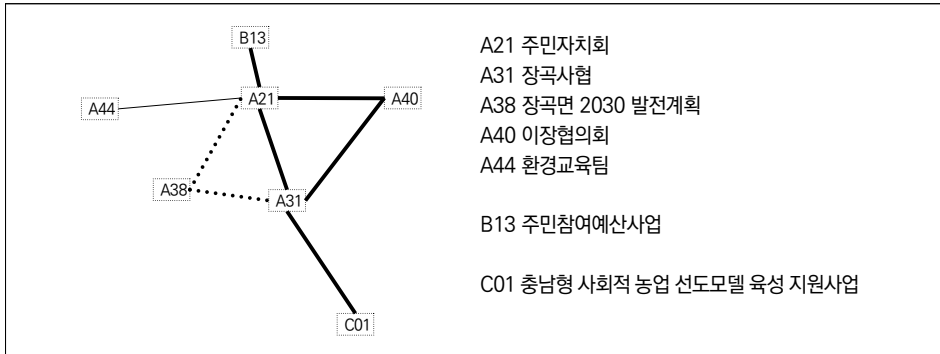 B13
A21
A40
A44
A38
A31
C01
A21 주민자치회
A31 장곡사협
A38 장곡면 2030 발전계획
A40 이장협의회
A44 환경교육팀
B13 주민참여예산사업
C01 충남형 사회적 농업 선도모델 육성 지원사업